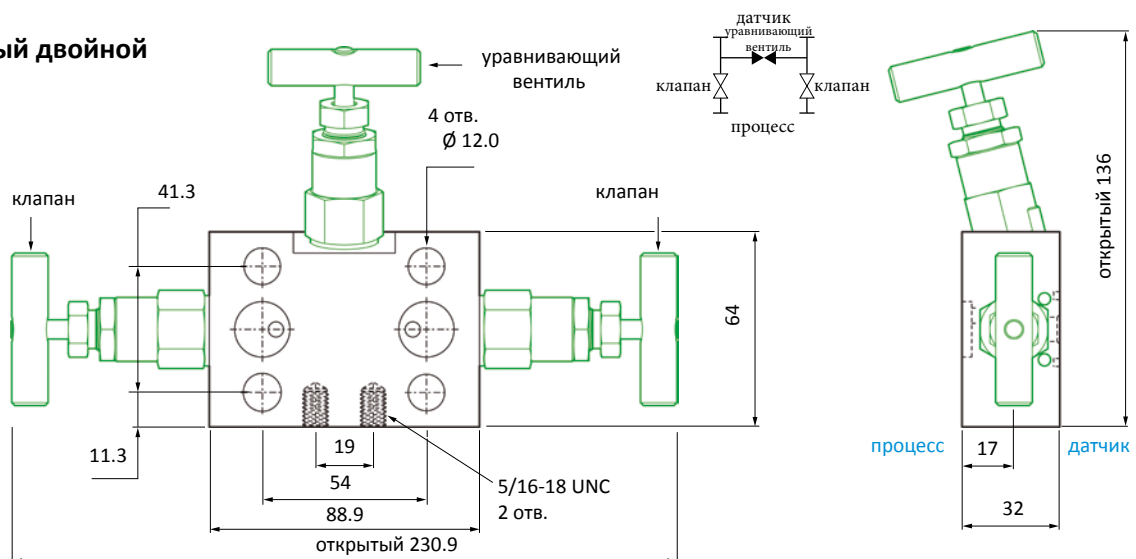 ый двойной
уравнивающий
вентиль
4 отв.
Ø 12.0
41.3
клапан
клапан
64
11.3
19
54
88.9
открытый 230.9
5/16-18 UNC
2 отв.
датчик
уравнивающий
вентиль
клапан
клапан
процесс
открытый 136
процесс
17
датчик
32